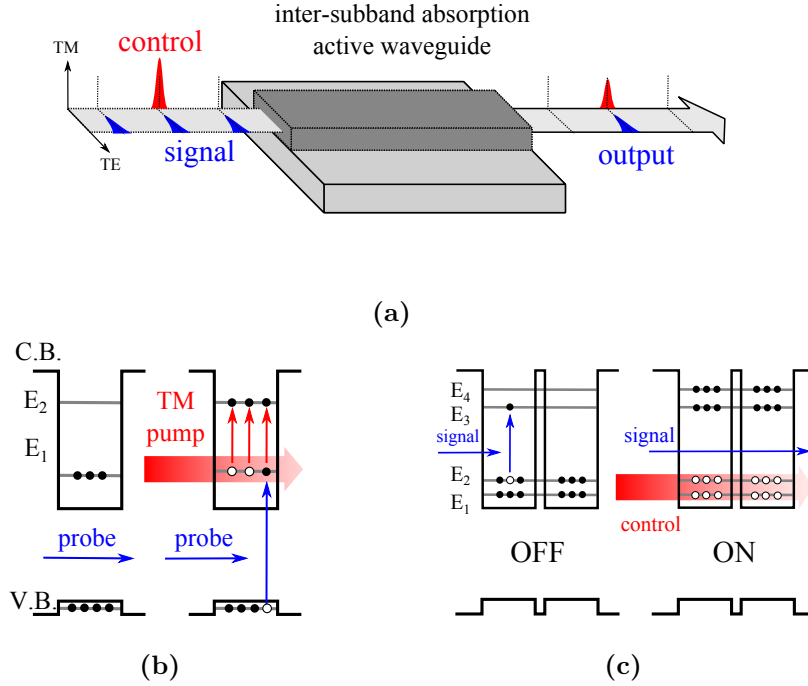 inter-subband absorption
active waveguide
TM
control
TE
signal
output
(a)
C.B.
E2
E1
TM
pump
probe
probe
V.B.
(b)
E4
E3
signal
E2
E1
OFF
signal
control
ON
(c)